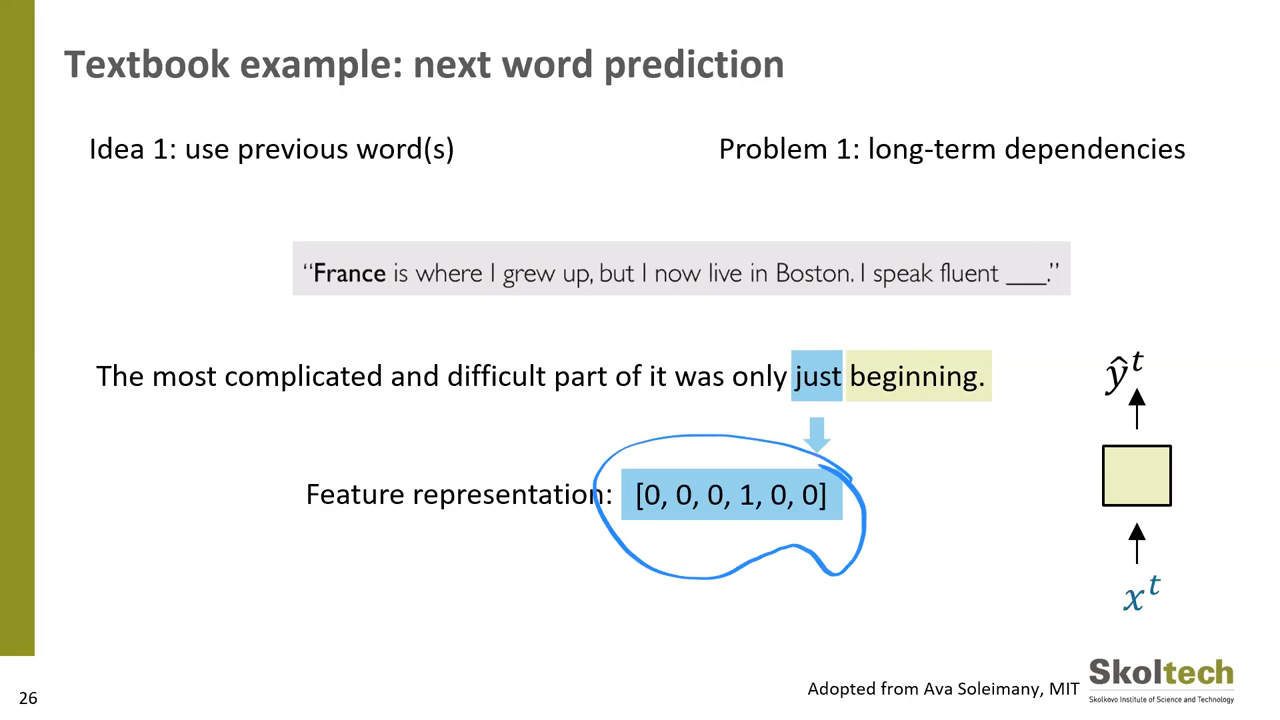 Textbook example: next word prediction
Idea 1: use previous word(s)
Problem 1: long-term dependencies
“France is where I grew up, but I now live in Boston. I speak fluent ___.”
The most complicated and difficult part of it was only just beginning.
Feature representation: [0, 0, 0, 1, 0, 0]
ŷᵗ
xᵗ
Adopted from Ava Soleimany, MIT
Skoltech
Skolkovo Institute of Science and Technology
26